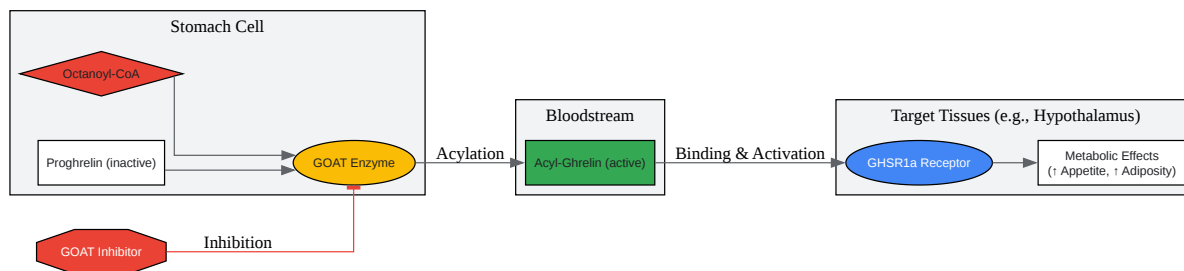 Stomach Cell
Octanoyl-CoA
Proghrelin (inactive)
GOAT Enzyme
Acylation
Bloodstream
Acyl-Ghrelin (active)
Binding & Activation
Target Tissues (e.g., Hypothalamus)
GHSR1a Receptor
Metabolic Effects
(↑ Appetite, ↑ Adiposity)
GOAT Inhibitor
Inhibition